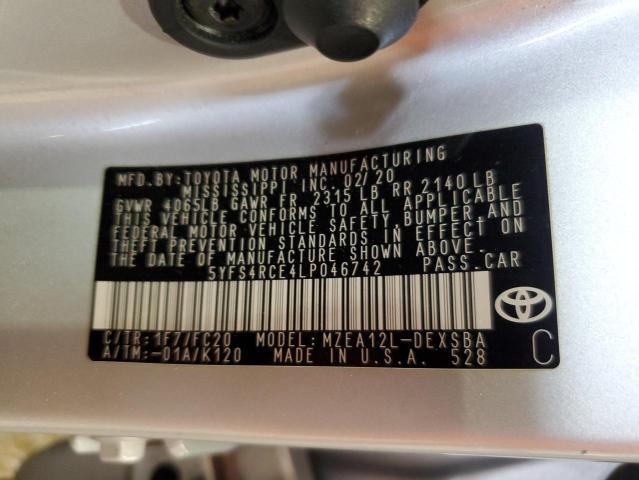 MFD.BY: TOYOTA MOTOR MANUFACTURING
MISSISSIPPI INC. 02/20
GVWR 4065LB GAWR FR 2315 LB RR 2140 LB
THIS VEHICLE CONFORMS TO ALL APPLICABLE
FEDERAL MOTOR VEHICLE SAFETY BUMPER, AND
THEFT PREVENTION STANDARDS IN EFFECT ON
THE DATE OF MANUFACTURE SHOWN ABOVE.
5YFS4RCE4LP046742 PASS.CAR
C/TR: 1F7/FC20 MODEL: MZEA12L-DEXSBA
A/TM: -01A/K120 MADE IN U.S.A. 528
C